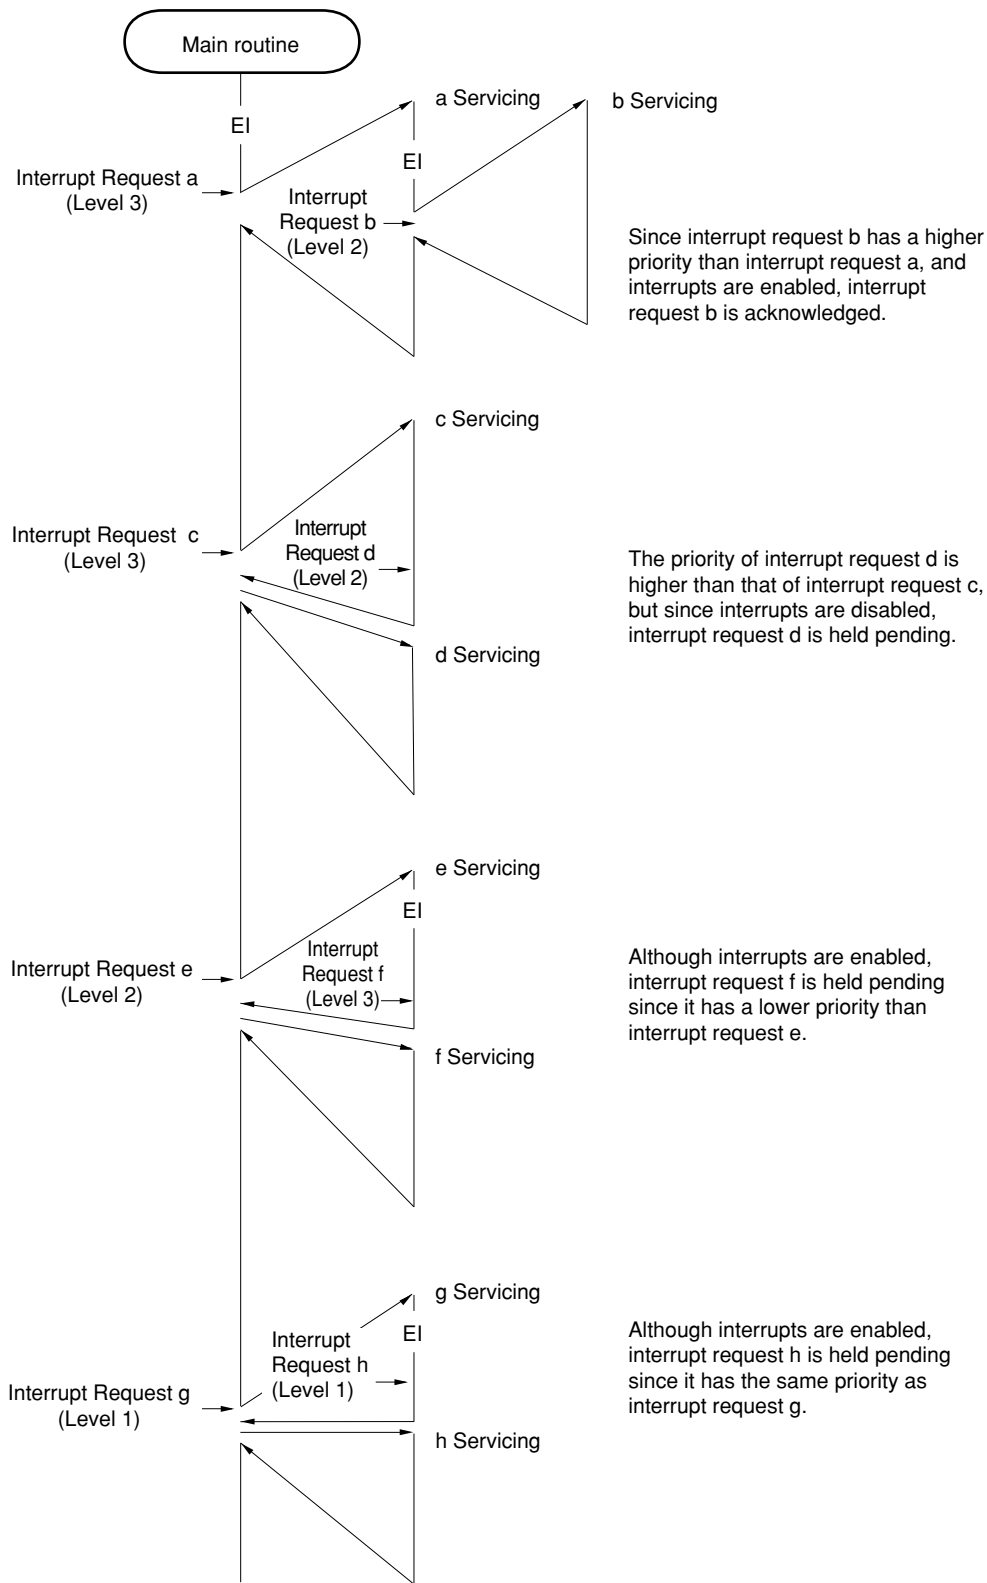 Main routine
EI
a Servicing
b Servicing
EI
Interrupt Request a
(Level 3)
Interrupt
Request b
(Level 2)
Since interrupt request b has a higher
priority than interrupt request a, and
interrupts are enabled, interrupt
request b is acknowledged.
c Servicing
Interrupt Request c
(Level 3)
Interrupt
Request d
(Level 2)
The priority of interrupt request d is
higher than that of interrupt request c,
but since interrupts are disabled,
interrupt request d is held pending.
d Servicing
e Servicing
EI
Interrupt Request e
(Level 2)
Interrupt
Request f
(Level 3)
Although interrupts are enabled,
interrupt request f is held pending
since it has a lower priority than
interrupt request e.
f Servicing
g Servicing
EI
Interrupt Request g
(Level 1)
Interrupt
Request h
(Level 1)
Although interrupts are enabled,
interrupt request h is held pending
since it has the same priority as
interrupt request g.
h Servicing